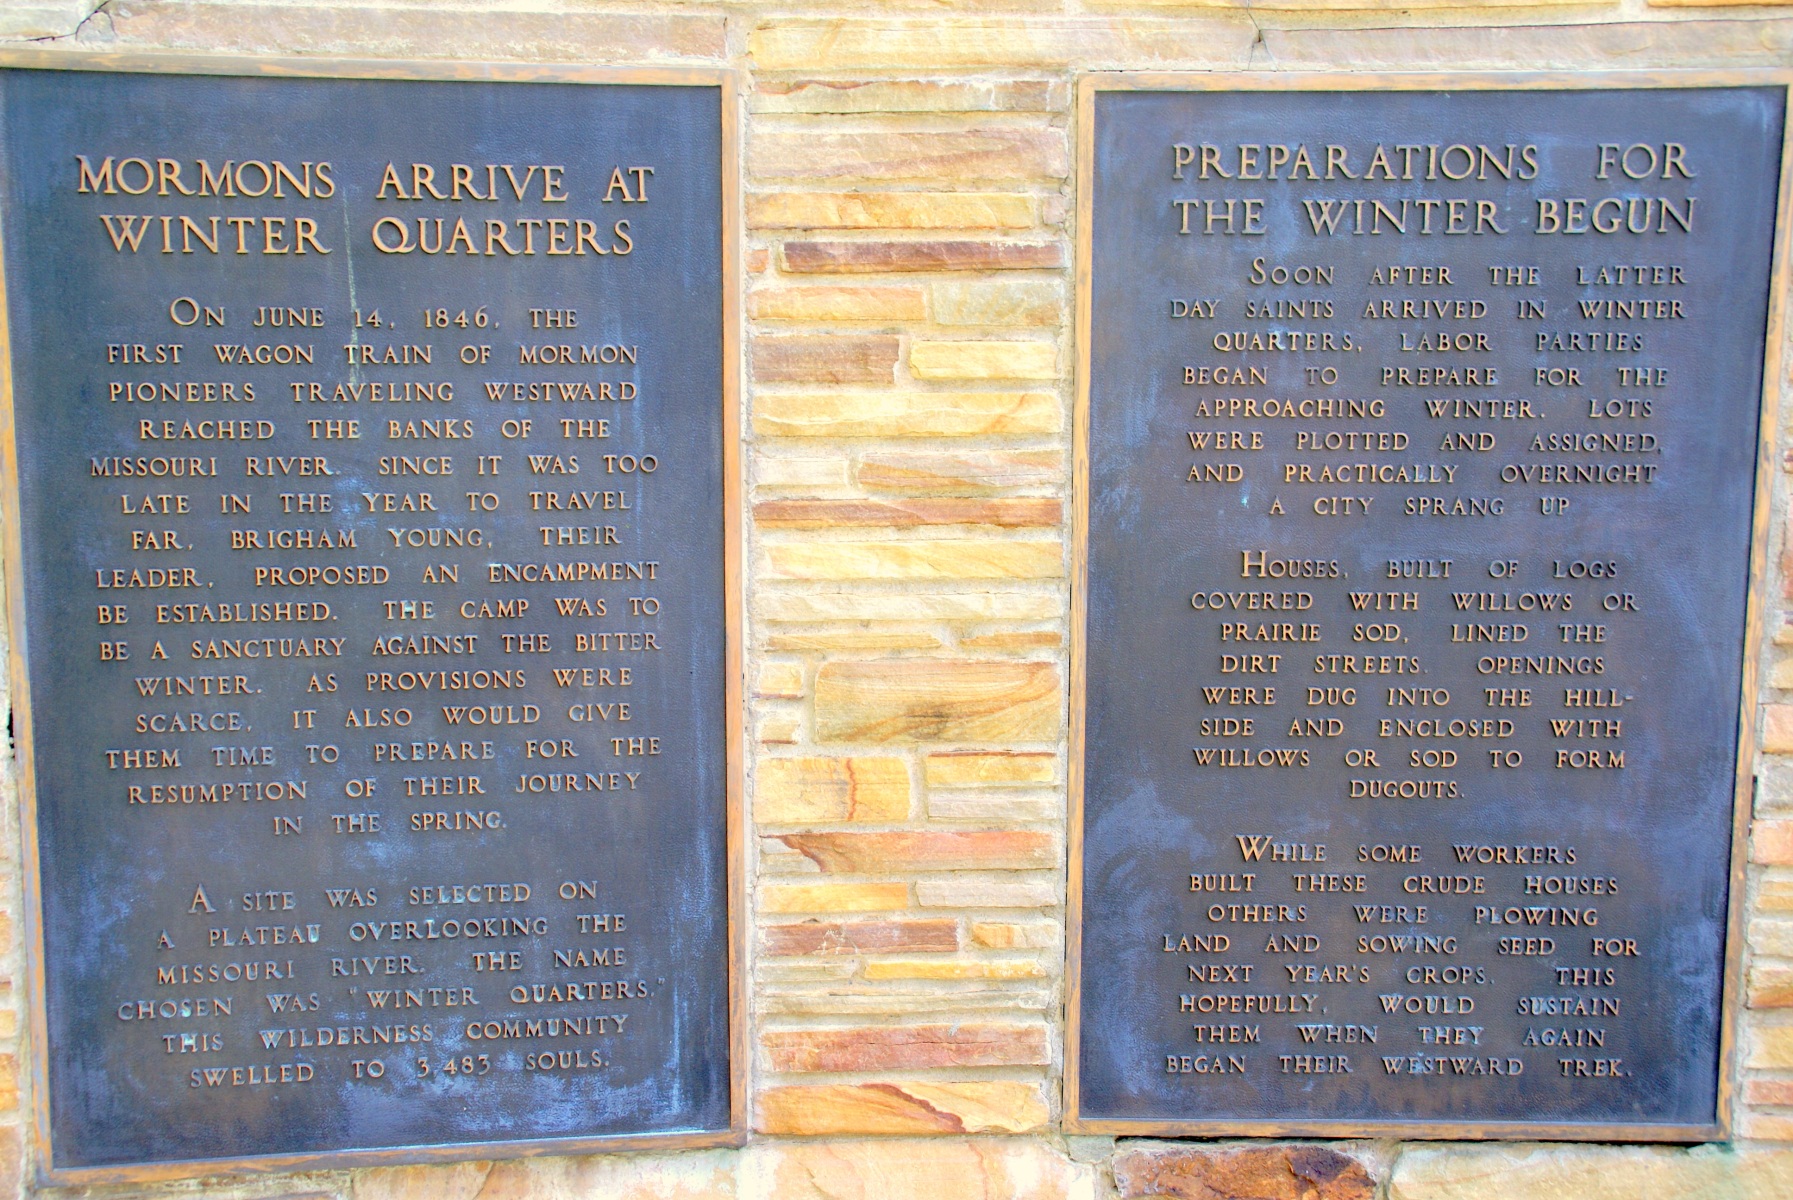 MORMONS ARRIVE AT
WINTER QUARTERS
ON JUNE 14, 1846, THE
FIRST WAGON TRAIN OF MORMON
PIONEERS TRAVELING WESTWARD
REACHED THE BANKS OF THE
MISSOURI RIVER. SINCE IT WAS TOO
LATE IN THE YEAR TO TRAVEL
FAR, BRIGHAM YOUNG, THEIR
LEADER, PROPOSED AN ENCAMPMENT
BE ESTABLISHED. THE CAMP WAS TO
BE A SANCTUARY AGAINST THE BITTER
WINTER. AS PROVISIONS WERE
SCARCE, IT ALSO WOULD GIVE
THEM TIME TO PREPARE FOR THE
RESUMPTION OF THEIR JOURNEY
IN THE SPRING.
A SITE WAS SELECTED ON
A PLATEAU OVERLOOKING THE
MISSOURI RIVER. THE NAME
CHOSEN WAS "WINTER QUARTERS."
THIS WILDERNESS COMMUNITY
SWELLED TO 3,483 SOULS.
PREPARATIONS FOR
THE WINTER BEGUN
SOON AFTER THE LATTER
DAY SAINTS ARRIVED IN WINTER
QUARTERS, LABOR PARTIES
BEGAN TO PREPARE FOR THE
APPROACHING WINTER. LOTS
WERE PLOTTED AND ASSIGNED,
AND PRACTICALLY OVERNIGHT
A CITY SPRANG UP
HOUSES, BUILT OF LOGS
COVERED WITH WILLOWS OR
PRAIRIE SOD, LINED THE
DIRT STREETS. OPENINGS
WERE DUG INTO THE HILL-
SIDE AND ENCLOSED WITH
WILLOWS OR SOD TO FORM
DUGOUTS.
WHILE SOME WORKERS
BUILT THESE CRUDE HOUSES
OTHERS WERE PLOWING
LAND AND SOWING SEED FOR
NEXT YEAR'S CROPS. THIS
HOPEFULLY, WOULD SUSTAIN
THEM WHEN THEY AGAIN
BEGAN THEIR WESTWARD TREK.